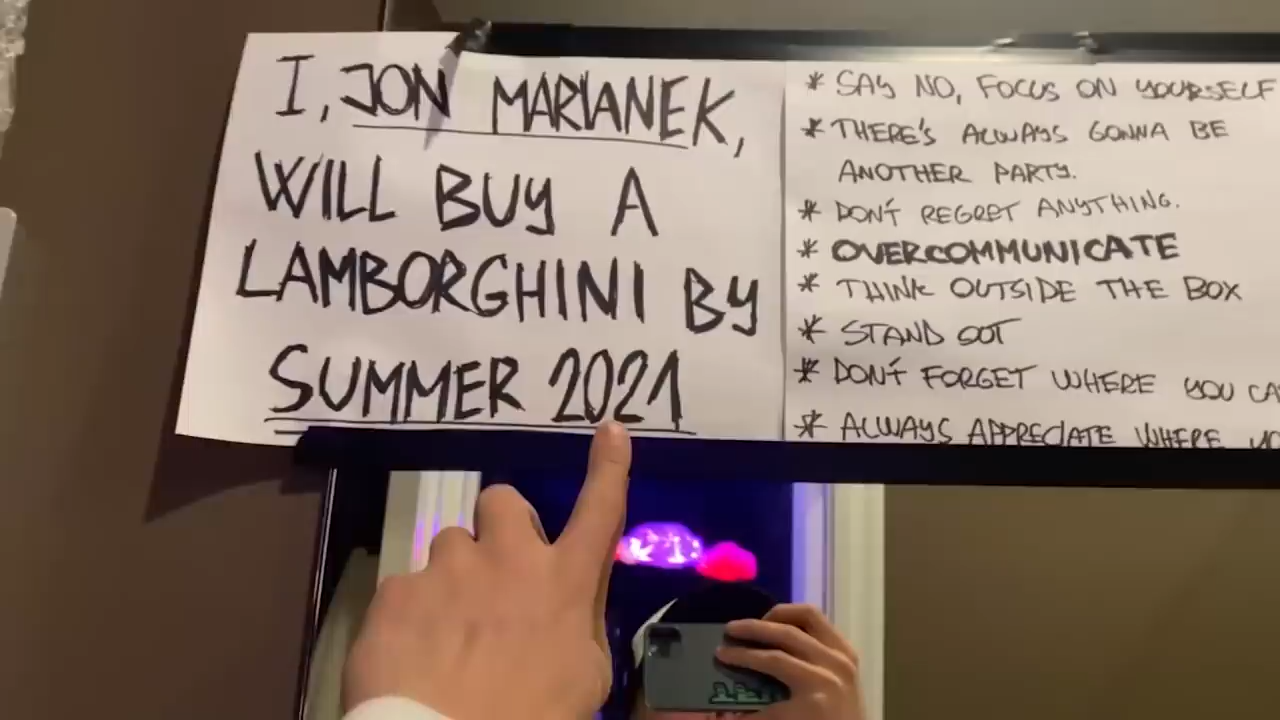 I, JON MARIANEK,
WILL BUY A
LAMBORGHINI BY
SUMMER 2021
* SAY NO, FOCUS ON YOURSELF
* THERE'S ALWAYS GONNA BE
ANOTHER PARTY.
* DON'T REGRET ANYTHING.
* OVERCOMMUNICATE
* THINK OUTSIDE THE BOX
* STAND OUT
* DON'T FORGET WHERE YOU
* ALWAYS APPRECIATE WHERE